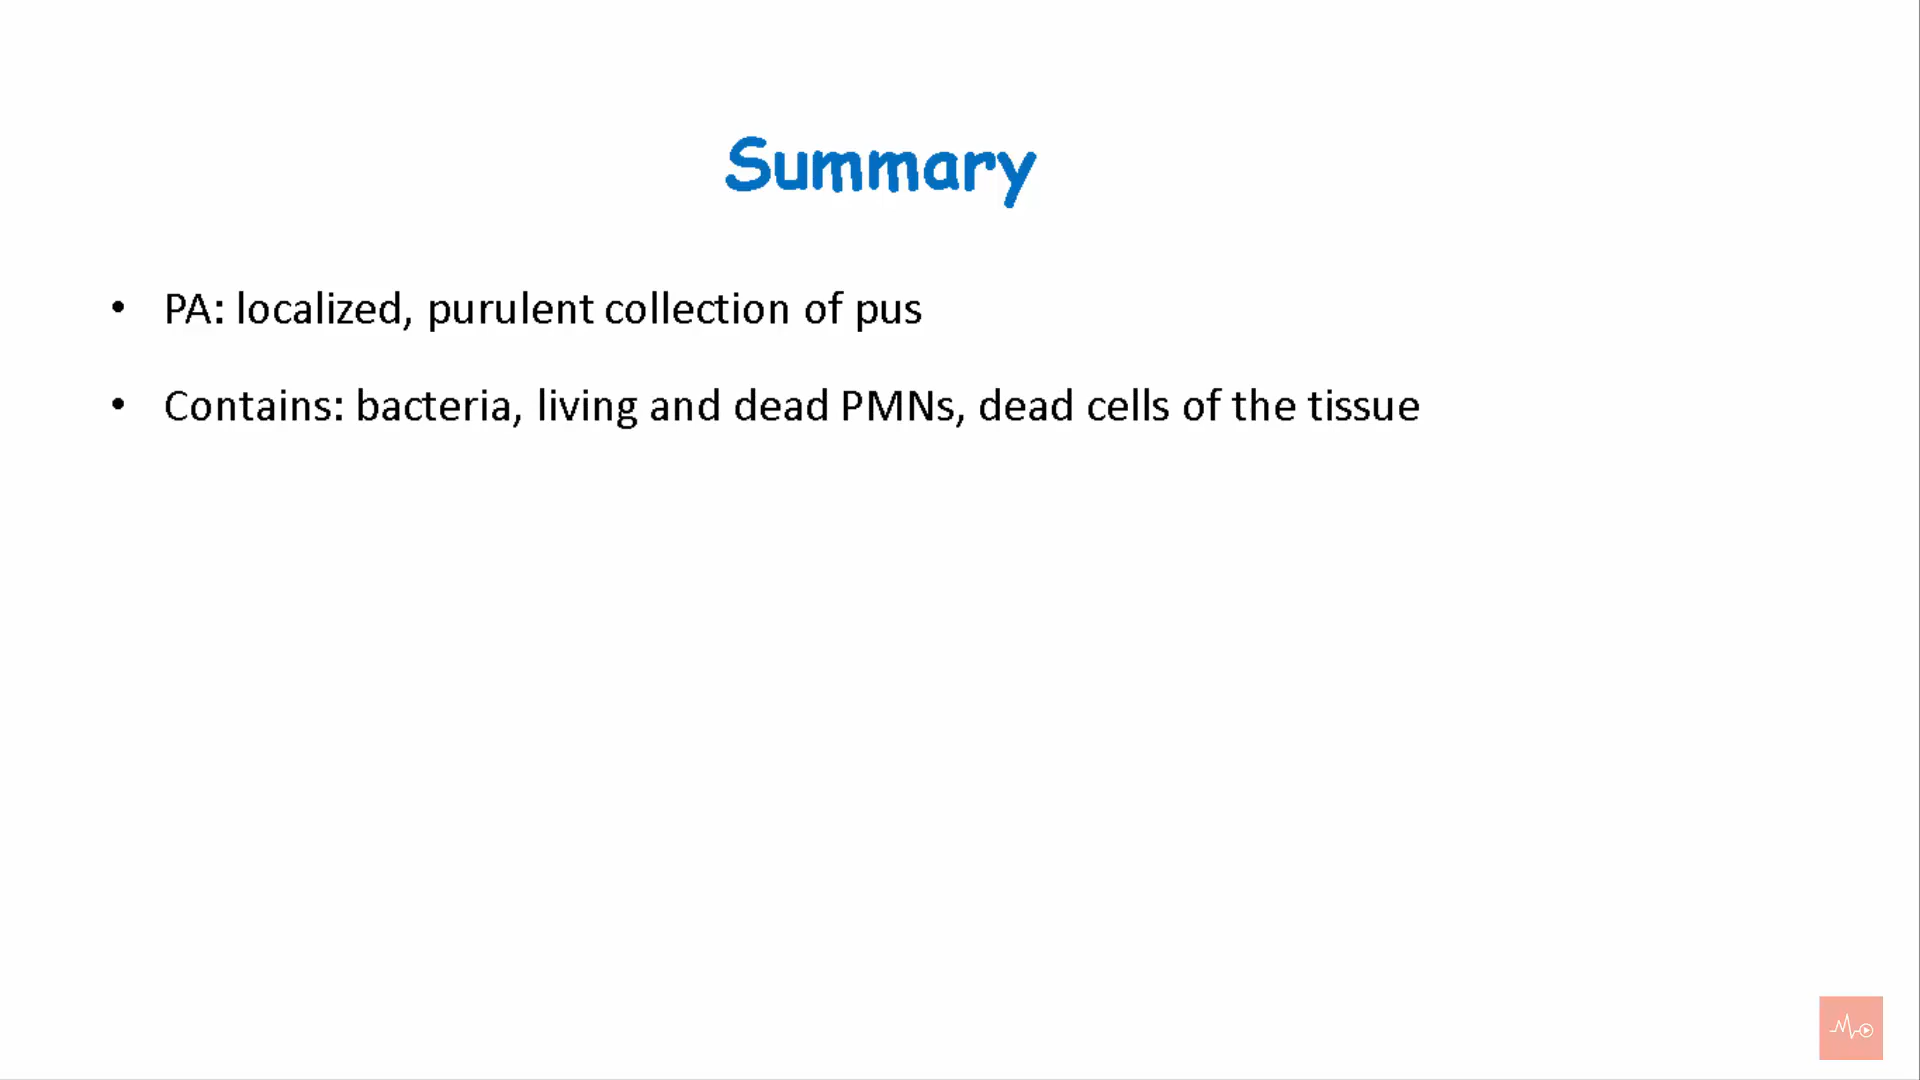 Summary
• PA: localized, purulent collection of pus
• Contains: bacteria, living and dead PMNs, dead cells of the tissue